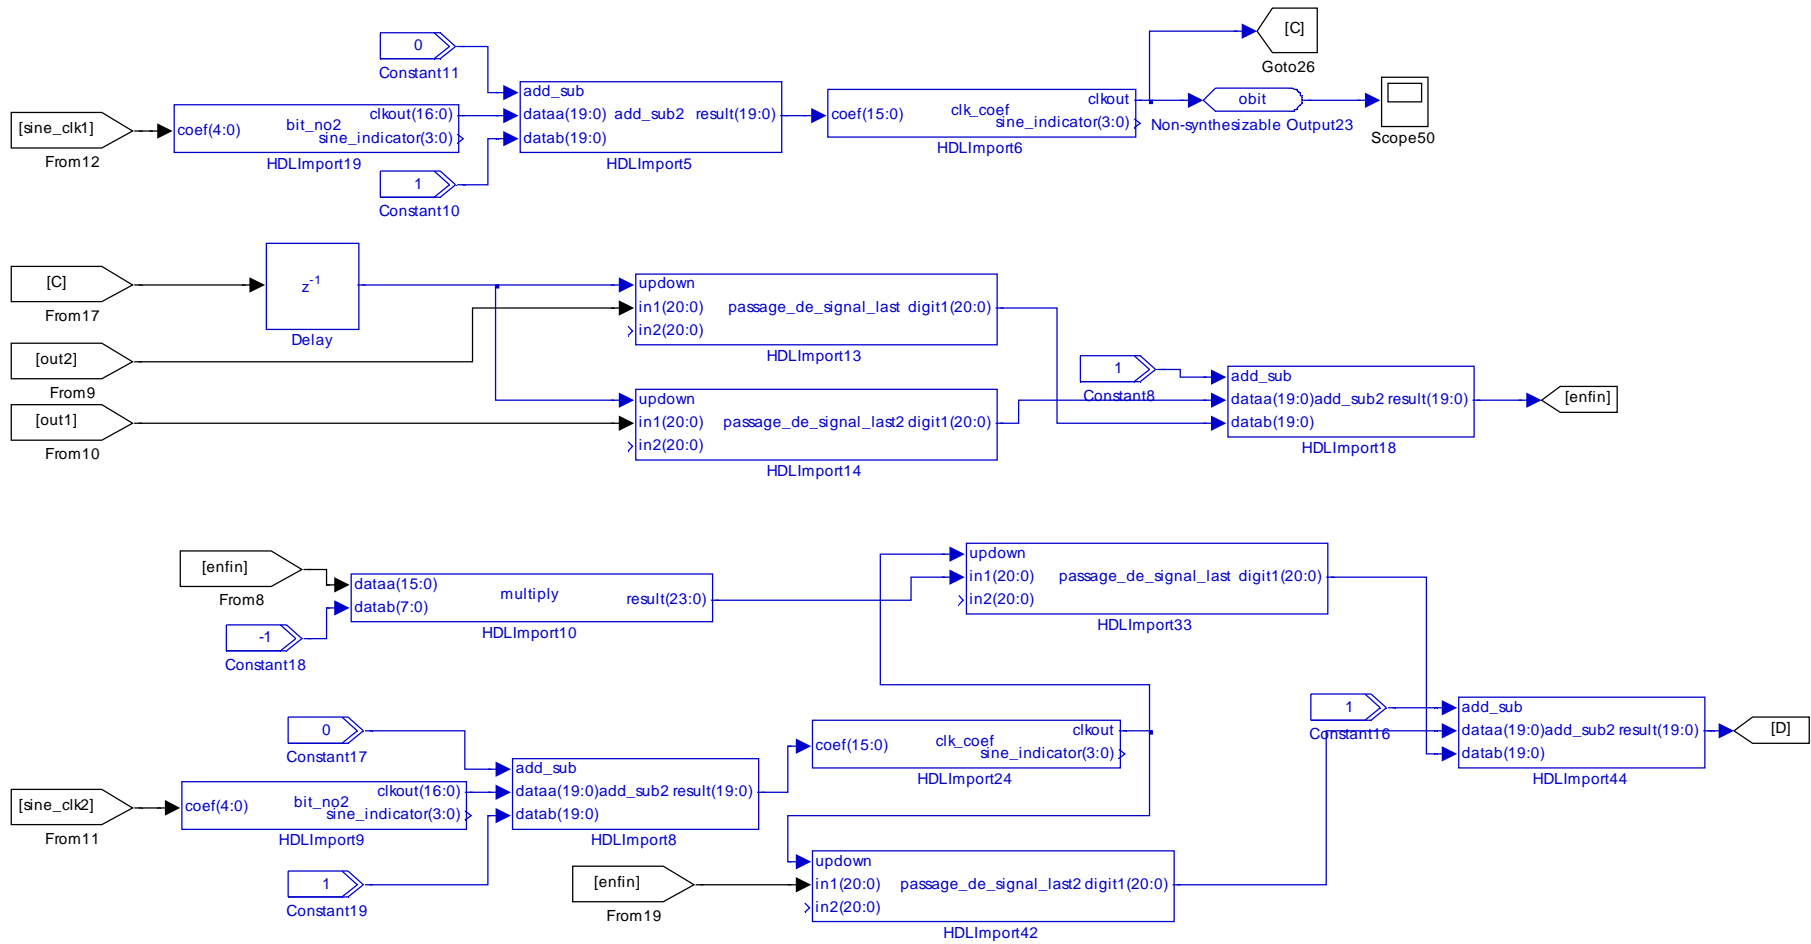 [C]
Goto26
0
Constant11
add_sub
[sine_clk1]
From12
coef(4:0) bit_no2 clkout(16:0)
sine_indicator(3:0)
HDLImport19
dataa(19:0) add_sub2 result(19:0)
datab(19:0)
HDLImport5
1
Constant10
coef(15:0) clk_coef clkout
sine_indicator(3:0)
HDLImport6
obit
Non-synthesizable Output23
Scope50
[C]
From17
z-1
Delay
updown
in1(20:0) passage_de_signal_last digit1(20:0)
in2(20:0)
HDLImport13
[out2]
From9
[out1]
From10
updown
in1(20:0) passage_de_signal_last2 digit1(20:0)
in2(20:0)
HDLImport14
1
Constant8
add_sub
dataa(19:0)add_sub2 result(19:0)
datab(19:0)
HDLImport18
[enfin]
[enfin]
From8
-1
Constant18
dataa(15:0)
datab(7:0)
multiply
result(23:0)
HDLImport10
updown
in1(20:0) passage_de_signal_last digit1(20:0)
in2(20:0)
HDLImport33
0
Constant17
[sine_clk2]
From11
coef(4:0) bit_no2 clkout(16:0)
sine_indicator(3:0)
HDLImport9
1
Constant19
add_sub
dataa(19:0)add_sub2 result(19:0)
datab(19:0)
HDLImport8
coef(15:0) clk_coef clkout
sine_indicator(3:0)
HDLImport24
[enfin]
From19
updown
in1(20:0) passage_de_signal_last2 digit1(20:0)
in2(20:0)
HDLImport42
1
Constant16
add_sub
dataa(19:0)add_sub2 result(19:0)
datab(19:0)
HDLImport44
[D]